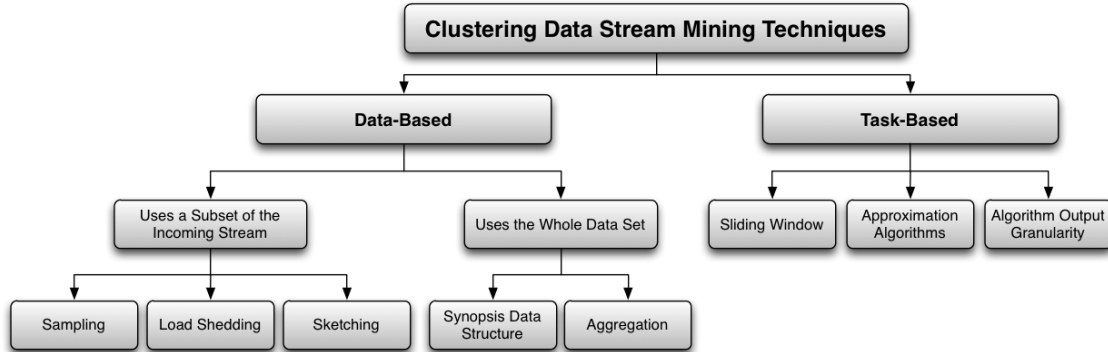 Clustering Data Stream Mining Techniques
Data-Based
Task-Based
Uses a Subset of the
Incoming Stream
Uses the Whole Data Set
Sliding Window
Approximation
Algorithms
Algorithm Output
Granularity
Sampling
Load Shedding
Sketching
Synopsis Data
Structure
Aggregation